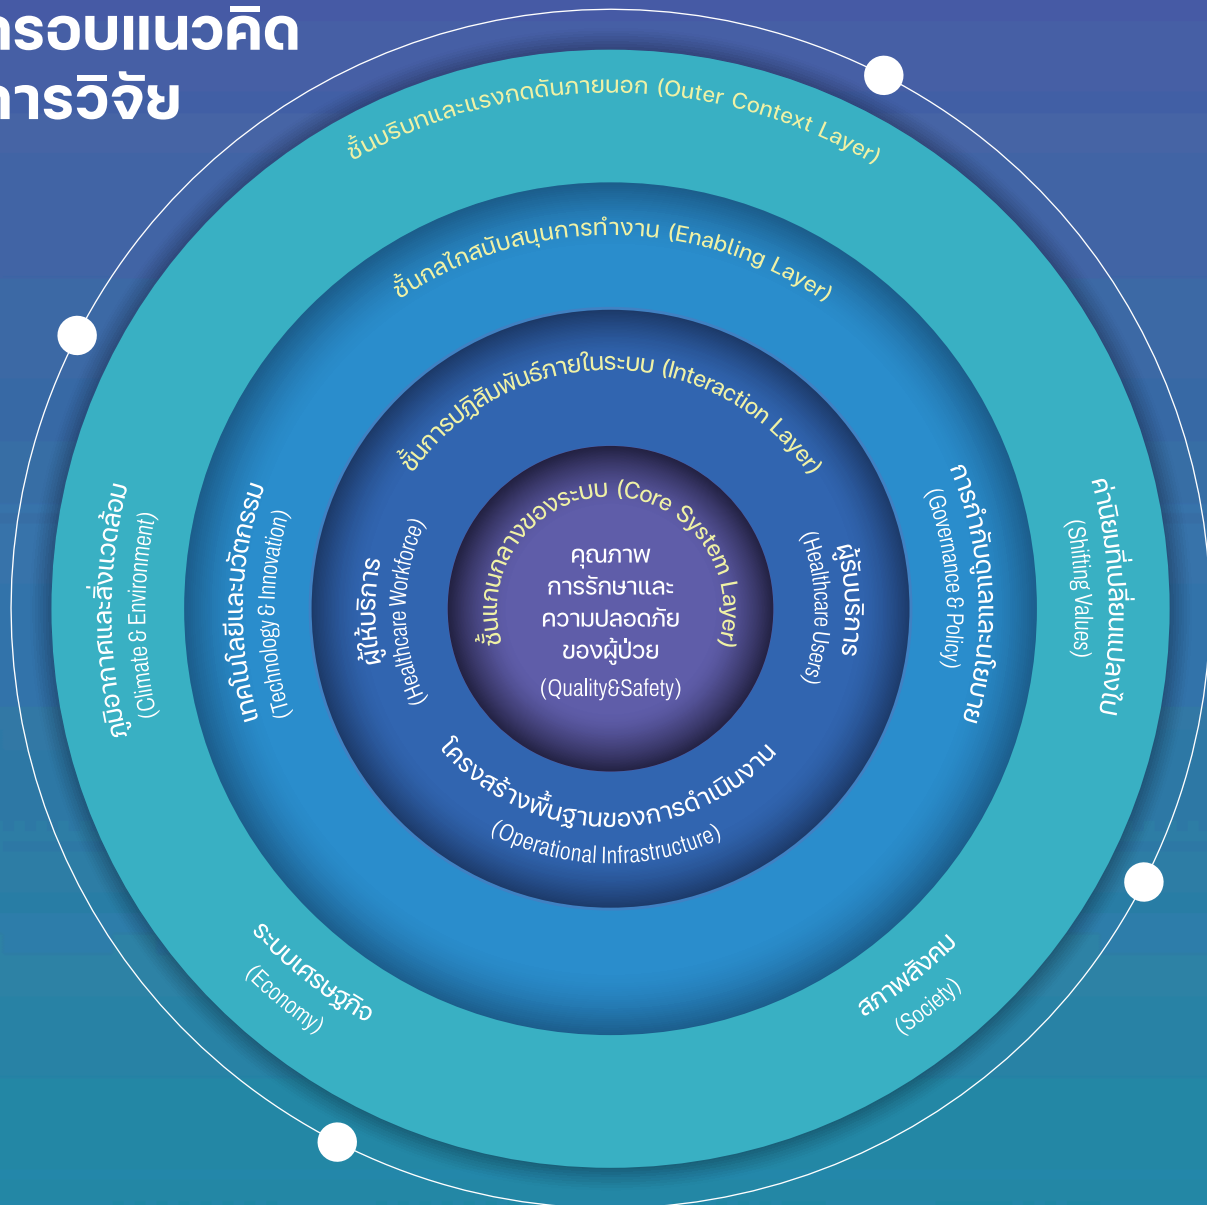 กรอบแนวคิด
การวิจัย
ชั้นบริบทและแรงกดดันภายนอก (Outer Context Layer)
ชั้นกลไกสนับสนุนการทำงาน (Enabling Layer)
ชั้นการปฏิสัมพันธ์ภายในระบบ (Interaction Layer)
ชั้นแกนกลางของระบบ (Core System Layer)
คุณภาพ
การรักษาและ
ความปลอดภัย
ของผู้ป่วย
(Quality&Safety)
ภูมิอากาศและสิ่งแวดล้อม
(Climate & Environment)
เทคโนโลยีและนวัตกรรม
(Technology & Innovation)
ผู้ให้บริการ
(Healthcare Workforce)
ผู้รับบริการ
(Healthcare Users)
การกำกับดูแลและนโยบาย
(Governance & Policy)
ค่านิยมที่เปลี่ยนแปลงไป
(Shifting Values)
โครงสร้างพื้นฐานของการดำเนินงาน
(Operational Infrastructure)
ระบบเศรษฐกิจ
(Economy)
สภาพสังคม
(Society)